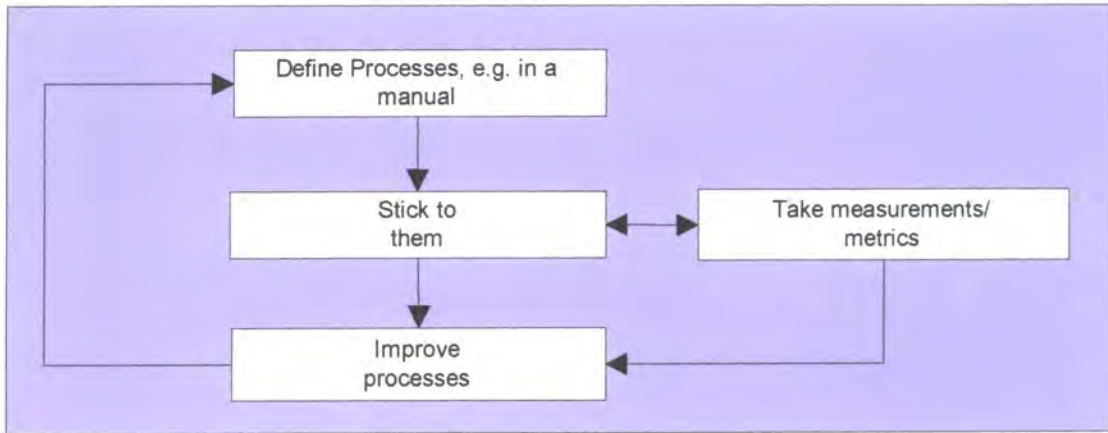 Define Processes, e.g. in a
manual
Stick to
them
Take measurements/
metrics
Improve
processes